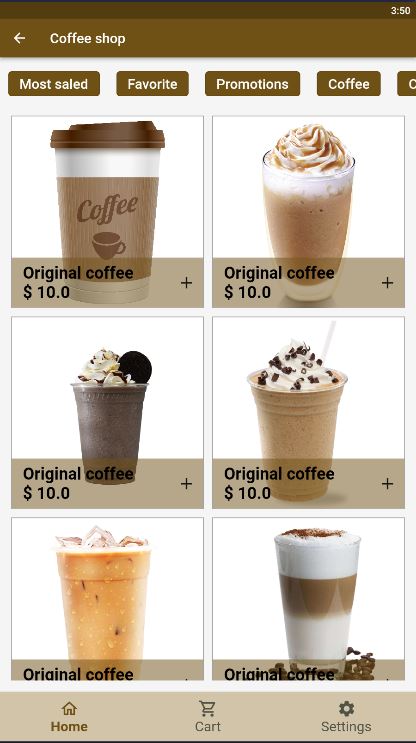 3:50
Coffee shop
Most saled
Favorite
Promotions
Coffee
C
Coffee
Original coffee
$ 10.0
+
Original coffee
$ 10.0
+
Original coffee
$ 10.0
+
Original coffee
$ 10.0
+
Original coffee
Original coffee
Home
Cart
Settings